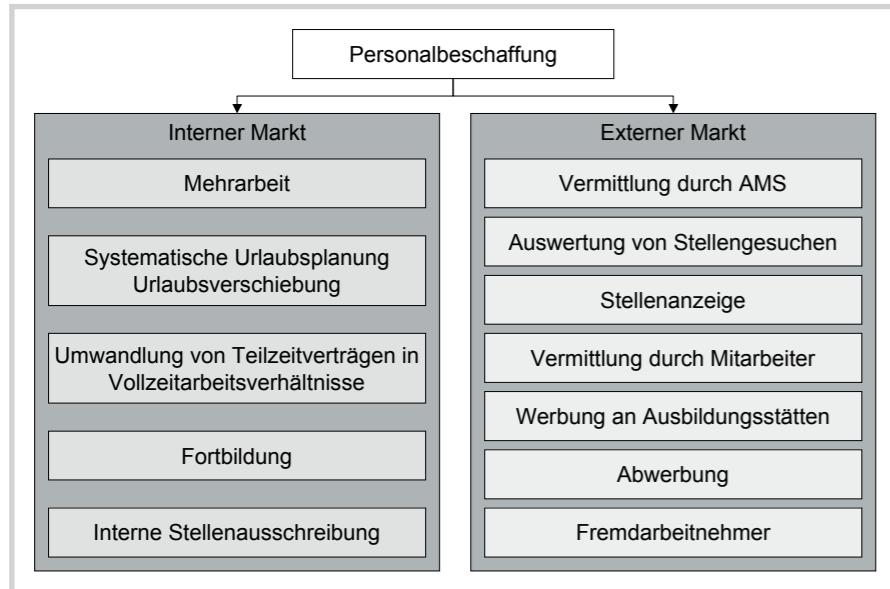 Personalbeschaffung
Interner Markt
Mehrarbeit
Systematische Urlaubsplanung
Urlaubsverschiebung
Umwandlung von Teilzeitverträgen in
Vollzeitarbeitsverhältnisse
Fortbildung
Interne Stellenausschreibung
Externer Markt
Vermittlung durch AMS
Auswertung von Stellengesuchen
Stellenanzeige
Vermittlung durch Mitarbeiter
Werbung an Ausbildungsstätten
Abwerbung
Fremdarbeitnehmer